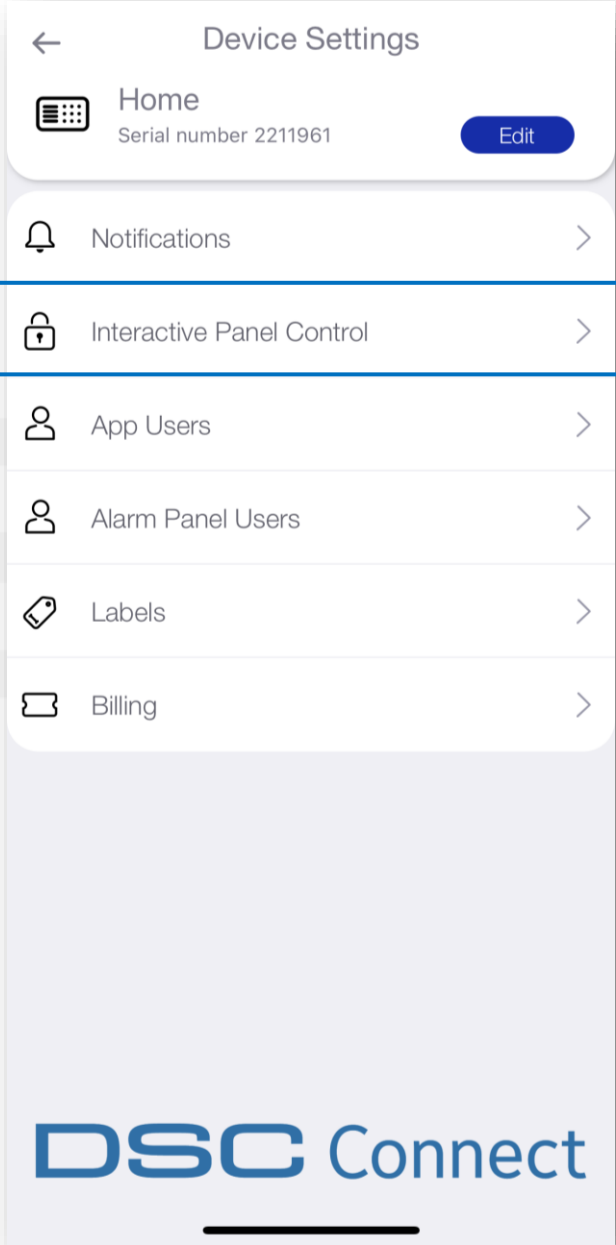 Device Settings
Home
Serial number 2211961
Edit
Notifications
Interactive Panel Control
App Users
Alarm Panel Users
Labels
Billing
DSC Connect